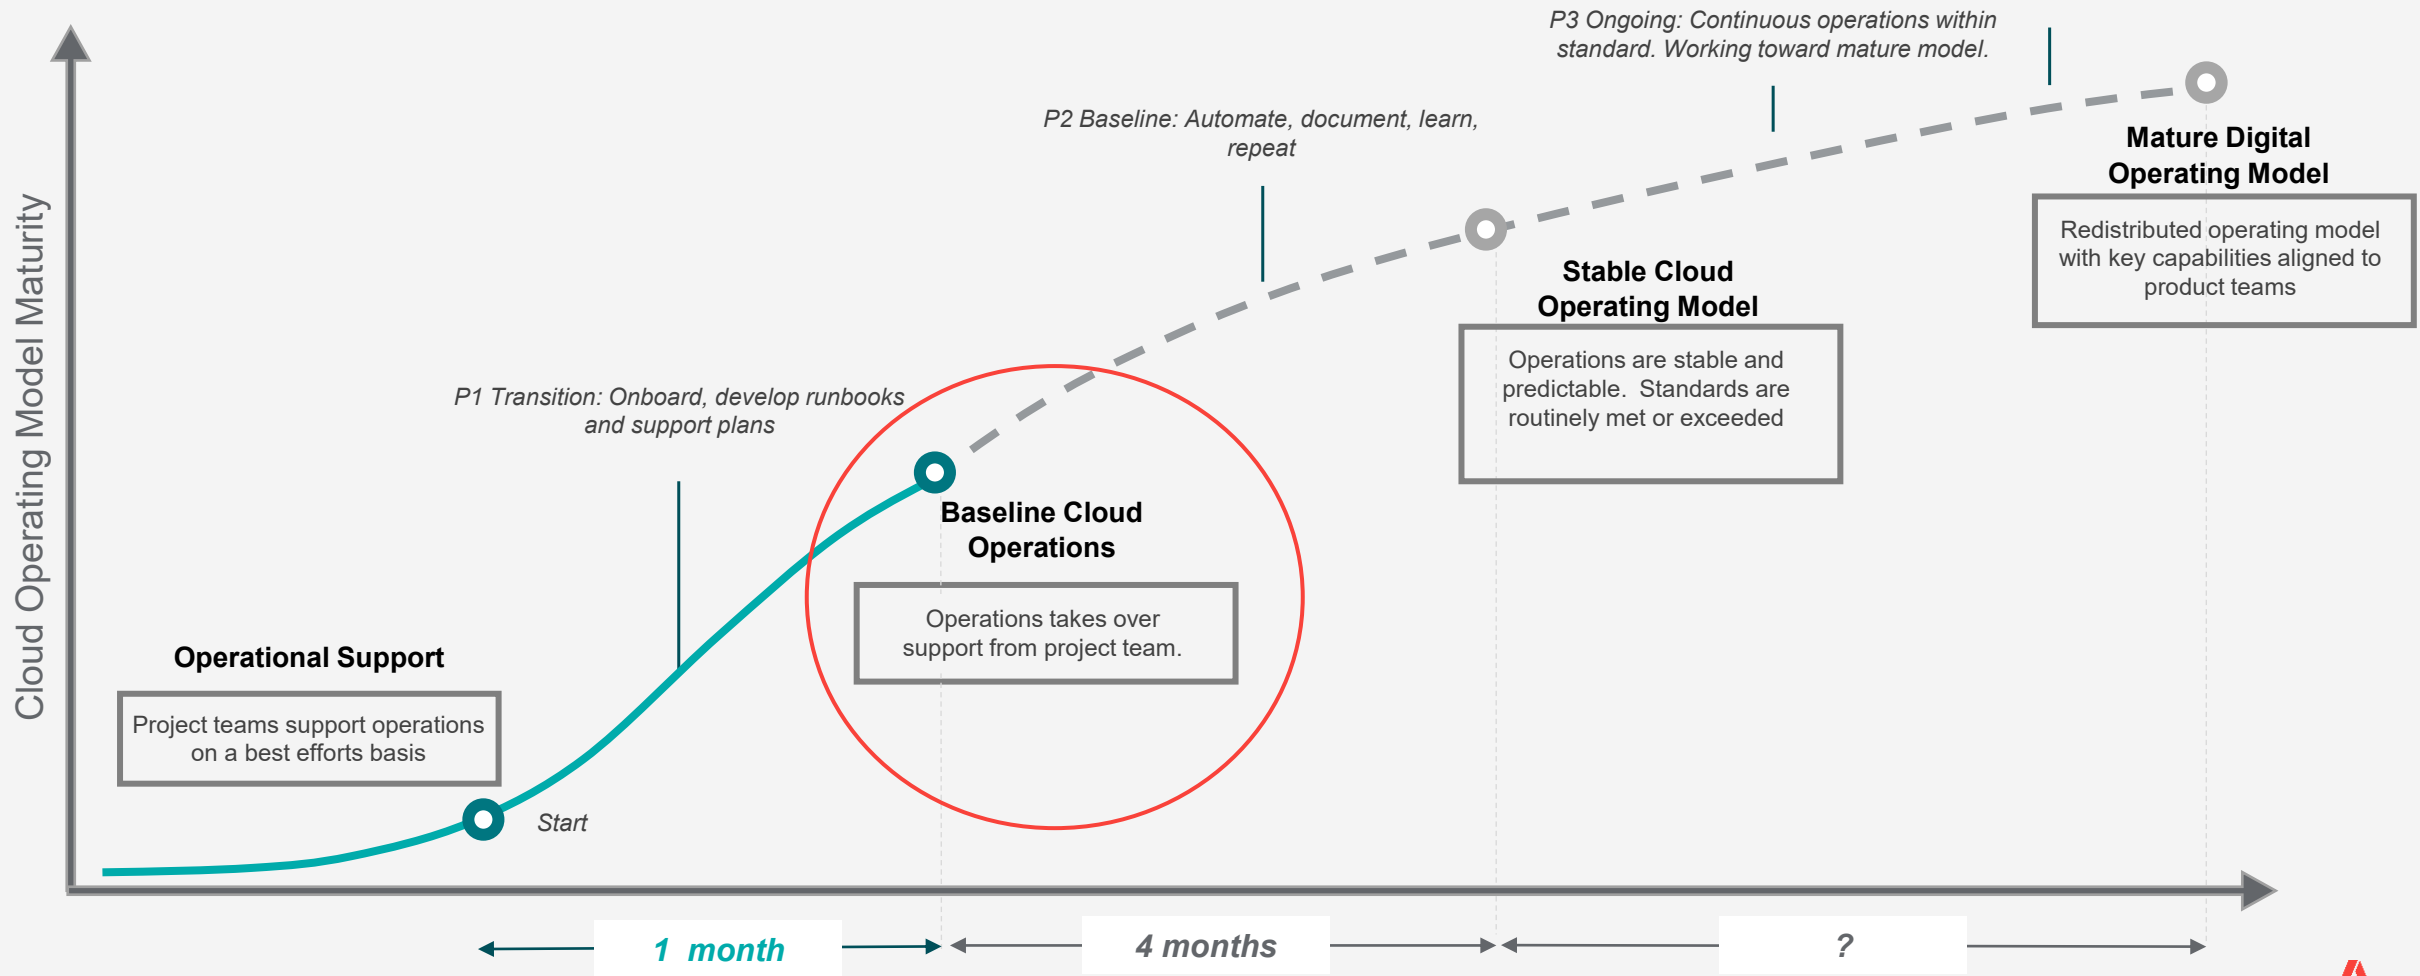 P3 Ongoing: Continuous operations within
standard. Working toward mature model.
P2 Baseline: Automate, document, learn,
repeat
Mature Digital
Operating Model
Redistributed operating model
with key capabilities aligned to
product teams
Stable Cloud
Operating Model
Operations are stable and
predictable.  Standards are
routinely met or exceeded
P1 Transition: Onboard, develop runbooks
and support plans
Baseline Cloud
Operations
Operations takes over
support from project team.
Operational Support
Project teams support operations
on a best efforts basis
Start
Cloud Operating Model Maturity
1  month
4 months
?